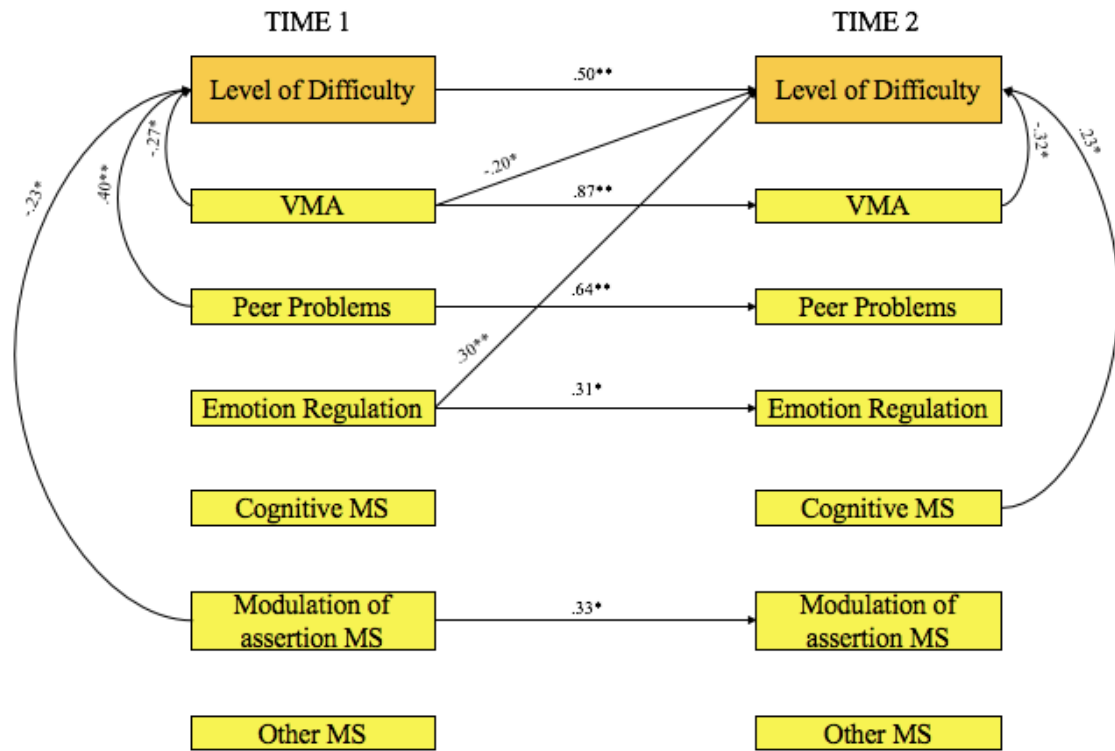 TIME 1
TIME 2
Level of Difficulty
.50**
Level of Difficulty
-.27*
.40**
-.23*
-.20*
-.32*
.23*
VMA
.87**
VMA
Peer Problems
.64**
Peer Problems
.30**
Emotion Regulation
.31*
Emotion Regulation
Cognitive MS
Cognitive MS
Modulation of
assertion MS
.33*
Modulation of
assertion MS
Other MS
Other MS